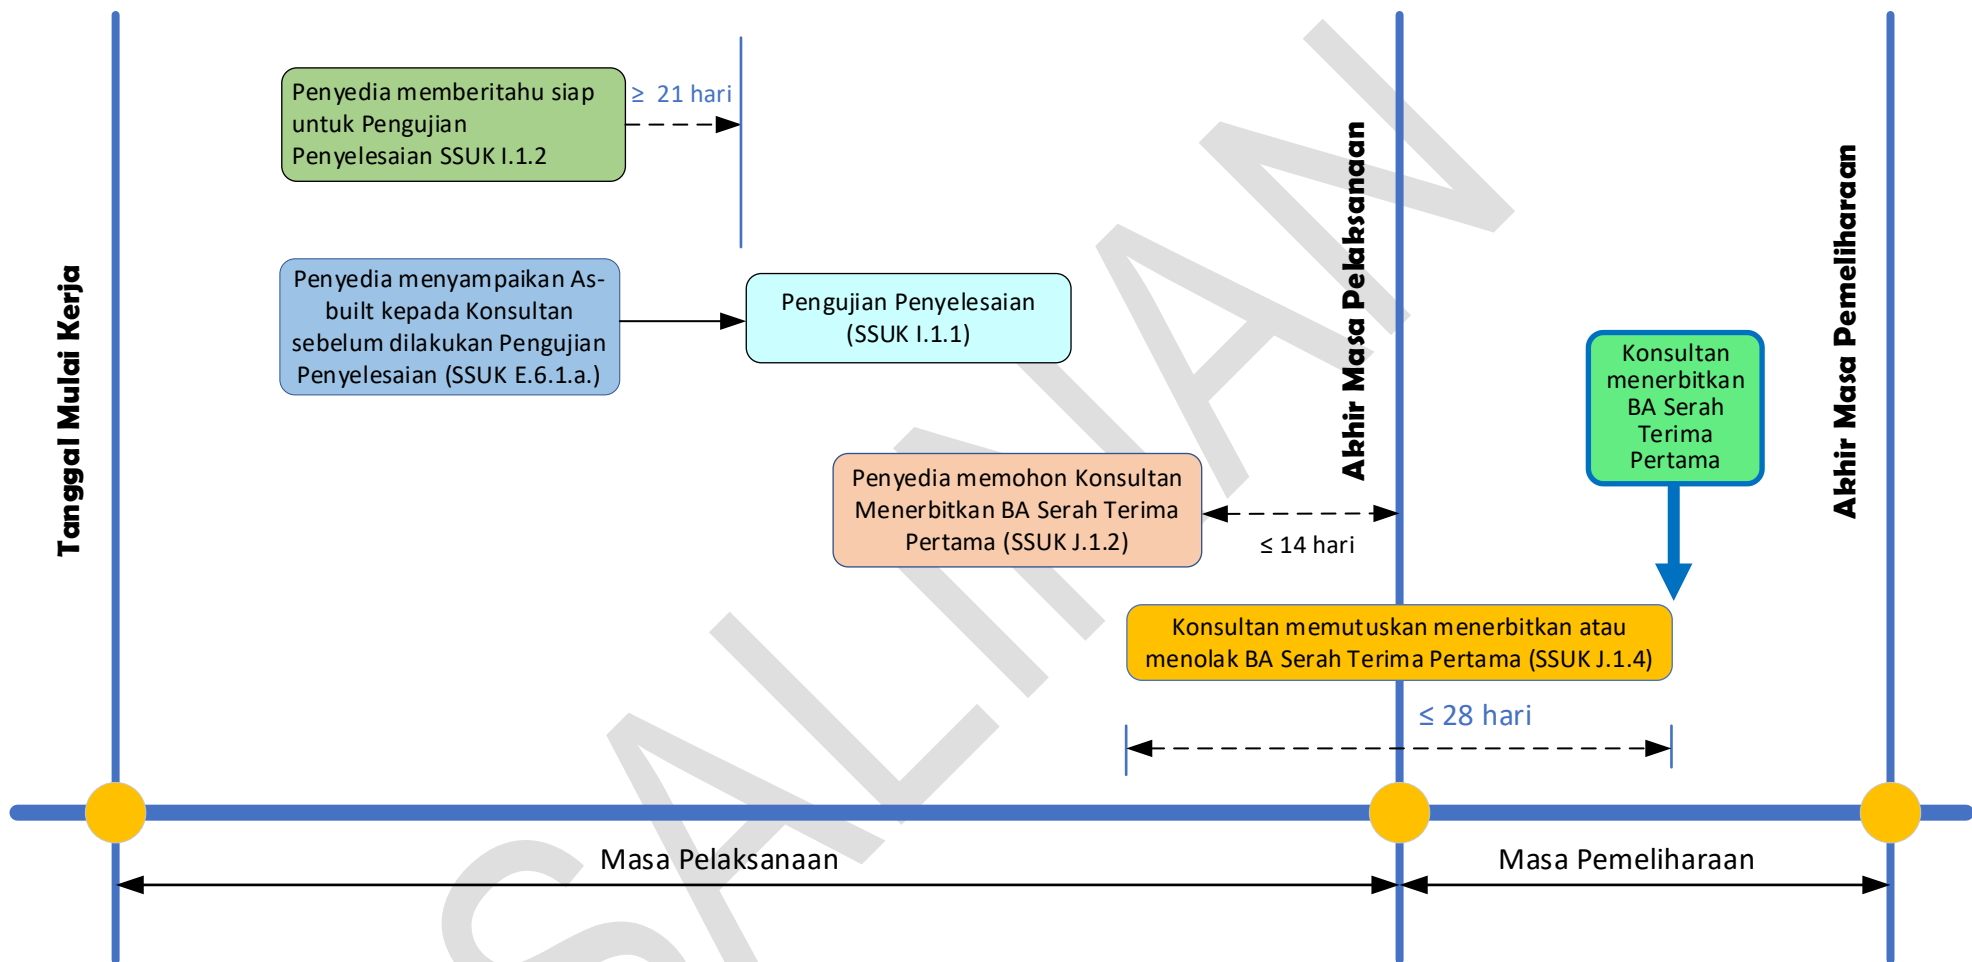 Penyedia memberitahu siap
untuk Pengujian
Penyelesaian SSUK I.1.2
≥ 21 hari
Tanggal Mulai Kerja
Penyedia menyampaikan As-
built kepada Konsultan
sebelum dilakukan Pengujian
Penyelesaian (SSUK E.6.1.a.)
Pengujian Penyelesaian
(SSUK I.1.1)
Akhir Masa Pelaksanaan
Akhir Masa Pemeliharaan
Konsultan
menerbitkan
BA Serah
Terima
Pertama
Penyedia memohon Konsultan
Menerbitkan BA Serah Terima
Pertama (SSUK J.1.2)
≤ 14 hari
Konsultan memutuskan menerbitkan atau
menolak BA Serah Terima Pertama (SSUK J.1.4)
≤ 28 hari
Masa Pelaksanaan
Masa Pemeliharaan
SALINAN